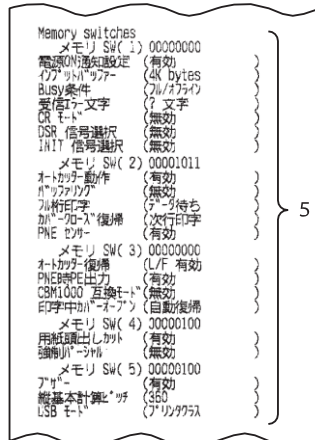 Memory switches
メモリ SW( 1) 00000000
電源ON通知設定 (有効 )
インプットバッファー (4K bytes )
Busy条件 (フル/オフライン )
受信エラー文字 (? 文字 )
CR モード (無効 )
DSR 信号選択 (無効 )
INIT 信号選択 (無効 )
メモリ SW( 2) 00001011
オートカッター動作 (有効 )
バッファリング (無効 )
フル桁印字 (データ待ち )
カバークローズ復帰 (次行印字 )
PNE センサー (有効 )
メモリ SW( 3) 00000000
オートカッター復帰 (L/F 有効 )
PNE時PE出力 (有効 )
CBM1000 互換モード (無効 )
印字中カバーオープン (自動復帰 )
メモリ SW( 4) 00000100
用紙頭出しカット (有効 )
強制パーシャル (無効 )
メモリ SW( 5) 00000100
ブザー (有効 )
縦基本計算ピッチ (360 )
USB モード (プリンタクラス )
5